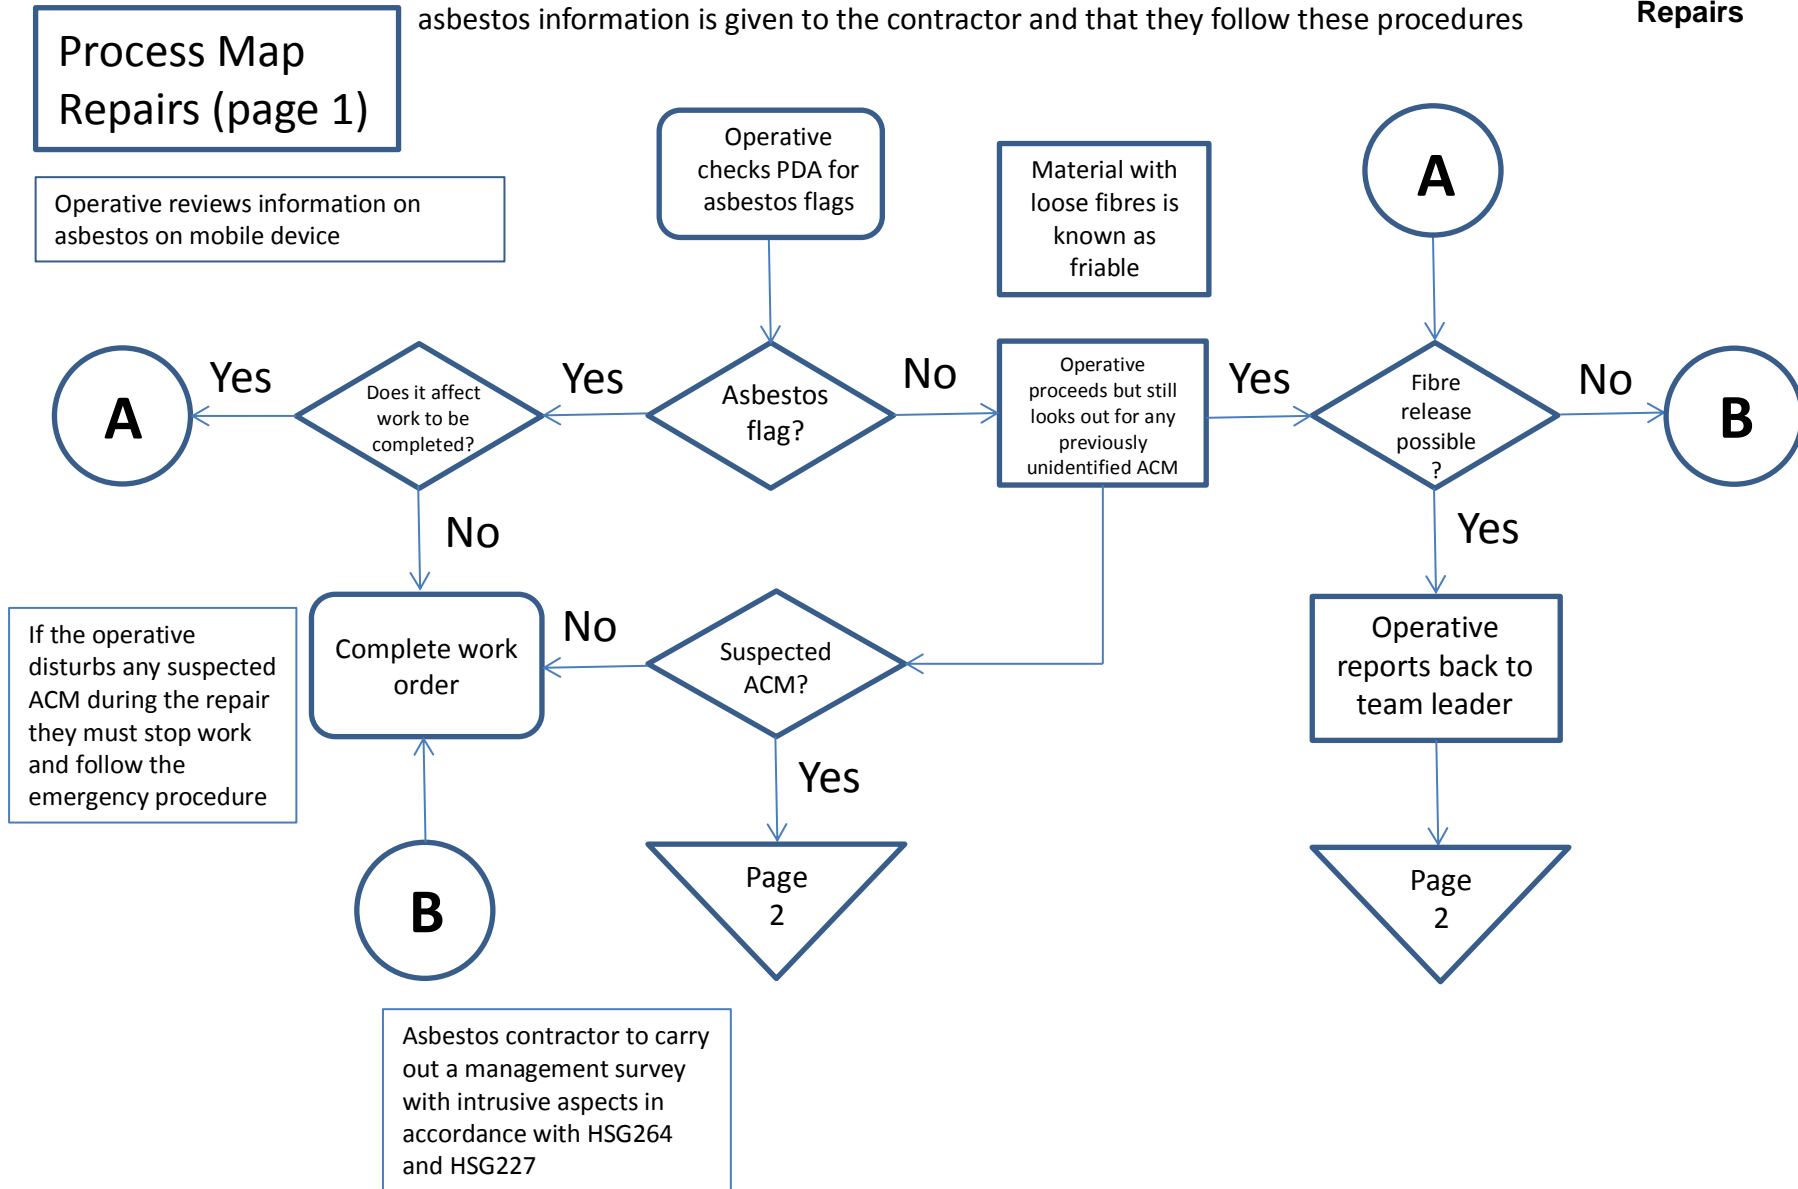 asbestos information is given to the contractor and that they follow these procedures
Repairs
Process Map
Repairs (page 1)
Operative reviews information on
asbestos on mobile device
Operative
checks PDA for
asbestos flags
Material with
loose fibres is
known as
friable
A
A
Yes
Does it affect
work to be
completed?
Yes
Asbestos
flag?
No
Operative
proceeds but still
looks out for any
previously
unidentified ACM
Yes
Fibre
release
possible
?
No
B
No
Yes
If the operative
disturbs any suspected
ACM during the repair
they must stop work
and follow the
emergency procedure
Complete work
order
No
Suspected
ACM?
Operative
reports back to
team leader
Yes
B
Page
2
Page
2
Asbestos contractor to carry
out a management survey
with intrusive aspects in
accordance with HSG264
and HSG227